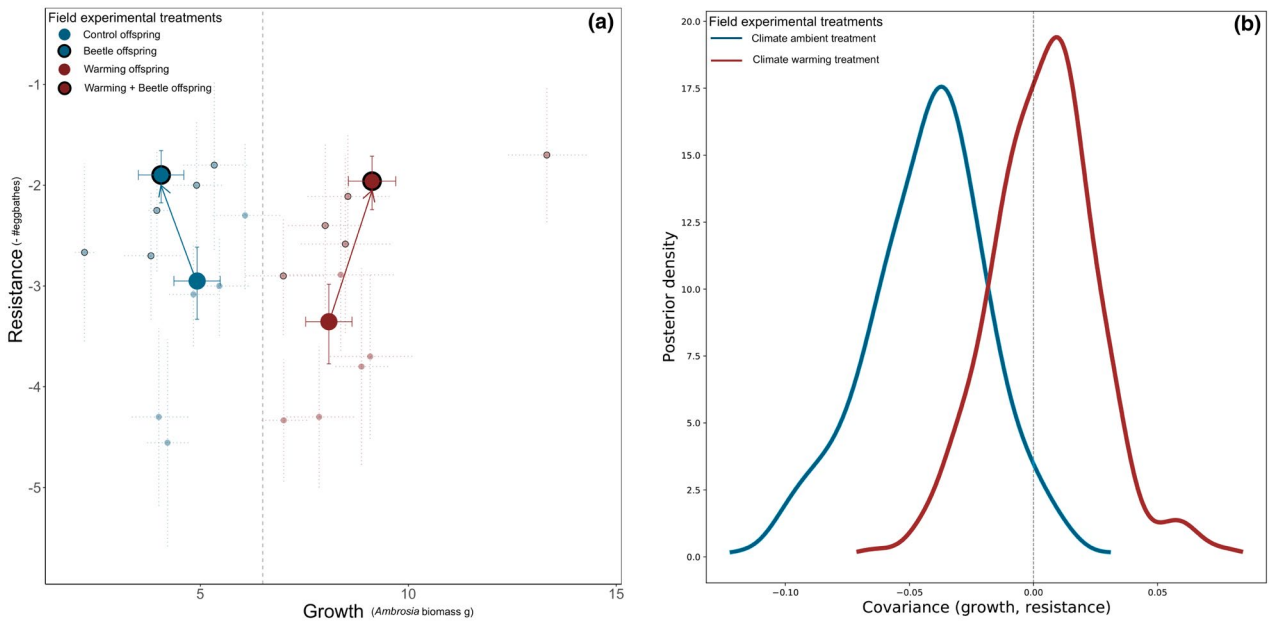 Field experimental treatments
(a)
Control offspring
Beetle offspring
Warming offspring
Warming + Beetle offspring
-1
-2
-3
-4
-5
Resistance (- #eggbathes)
5
10
15
Growth (Ambrosia biomass g)
Field experimental treatments
(b)
Climate ambient treatment
Climate warming treatment
20.0
17.5
15.0
12.5
10.0
7.5
5.0
2.5
0.0
Posterior density
−0.10
−0.05
0.00
0.05
Covariance (growth, resistance)